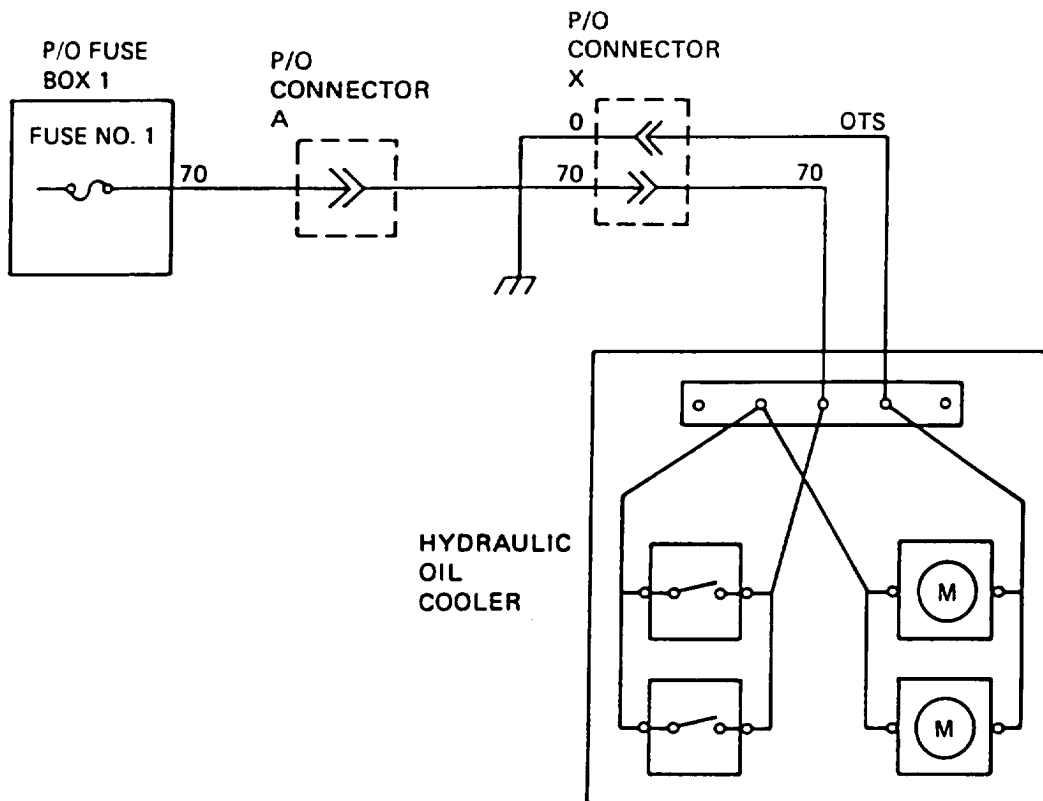 P/O FUSE
BOX 1
FUSE NO. 1
70
P/O
CONNECTOR
A
P/O
CONNECTOR
X
0
OTS
70
70
HYDRAULIC
OIL
COOLER
M
M